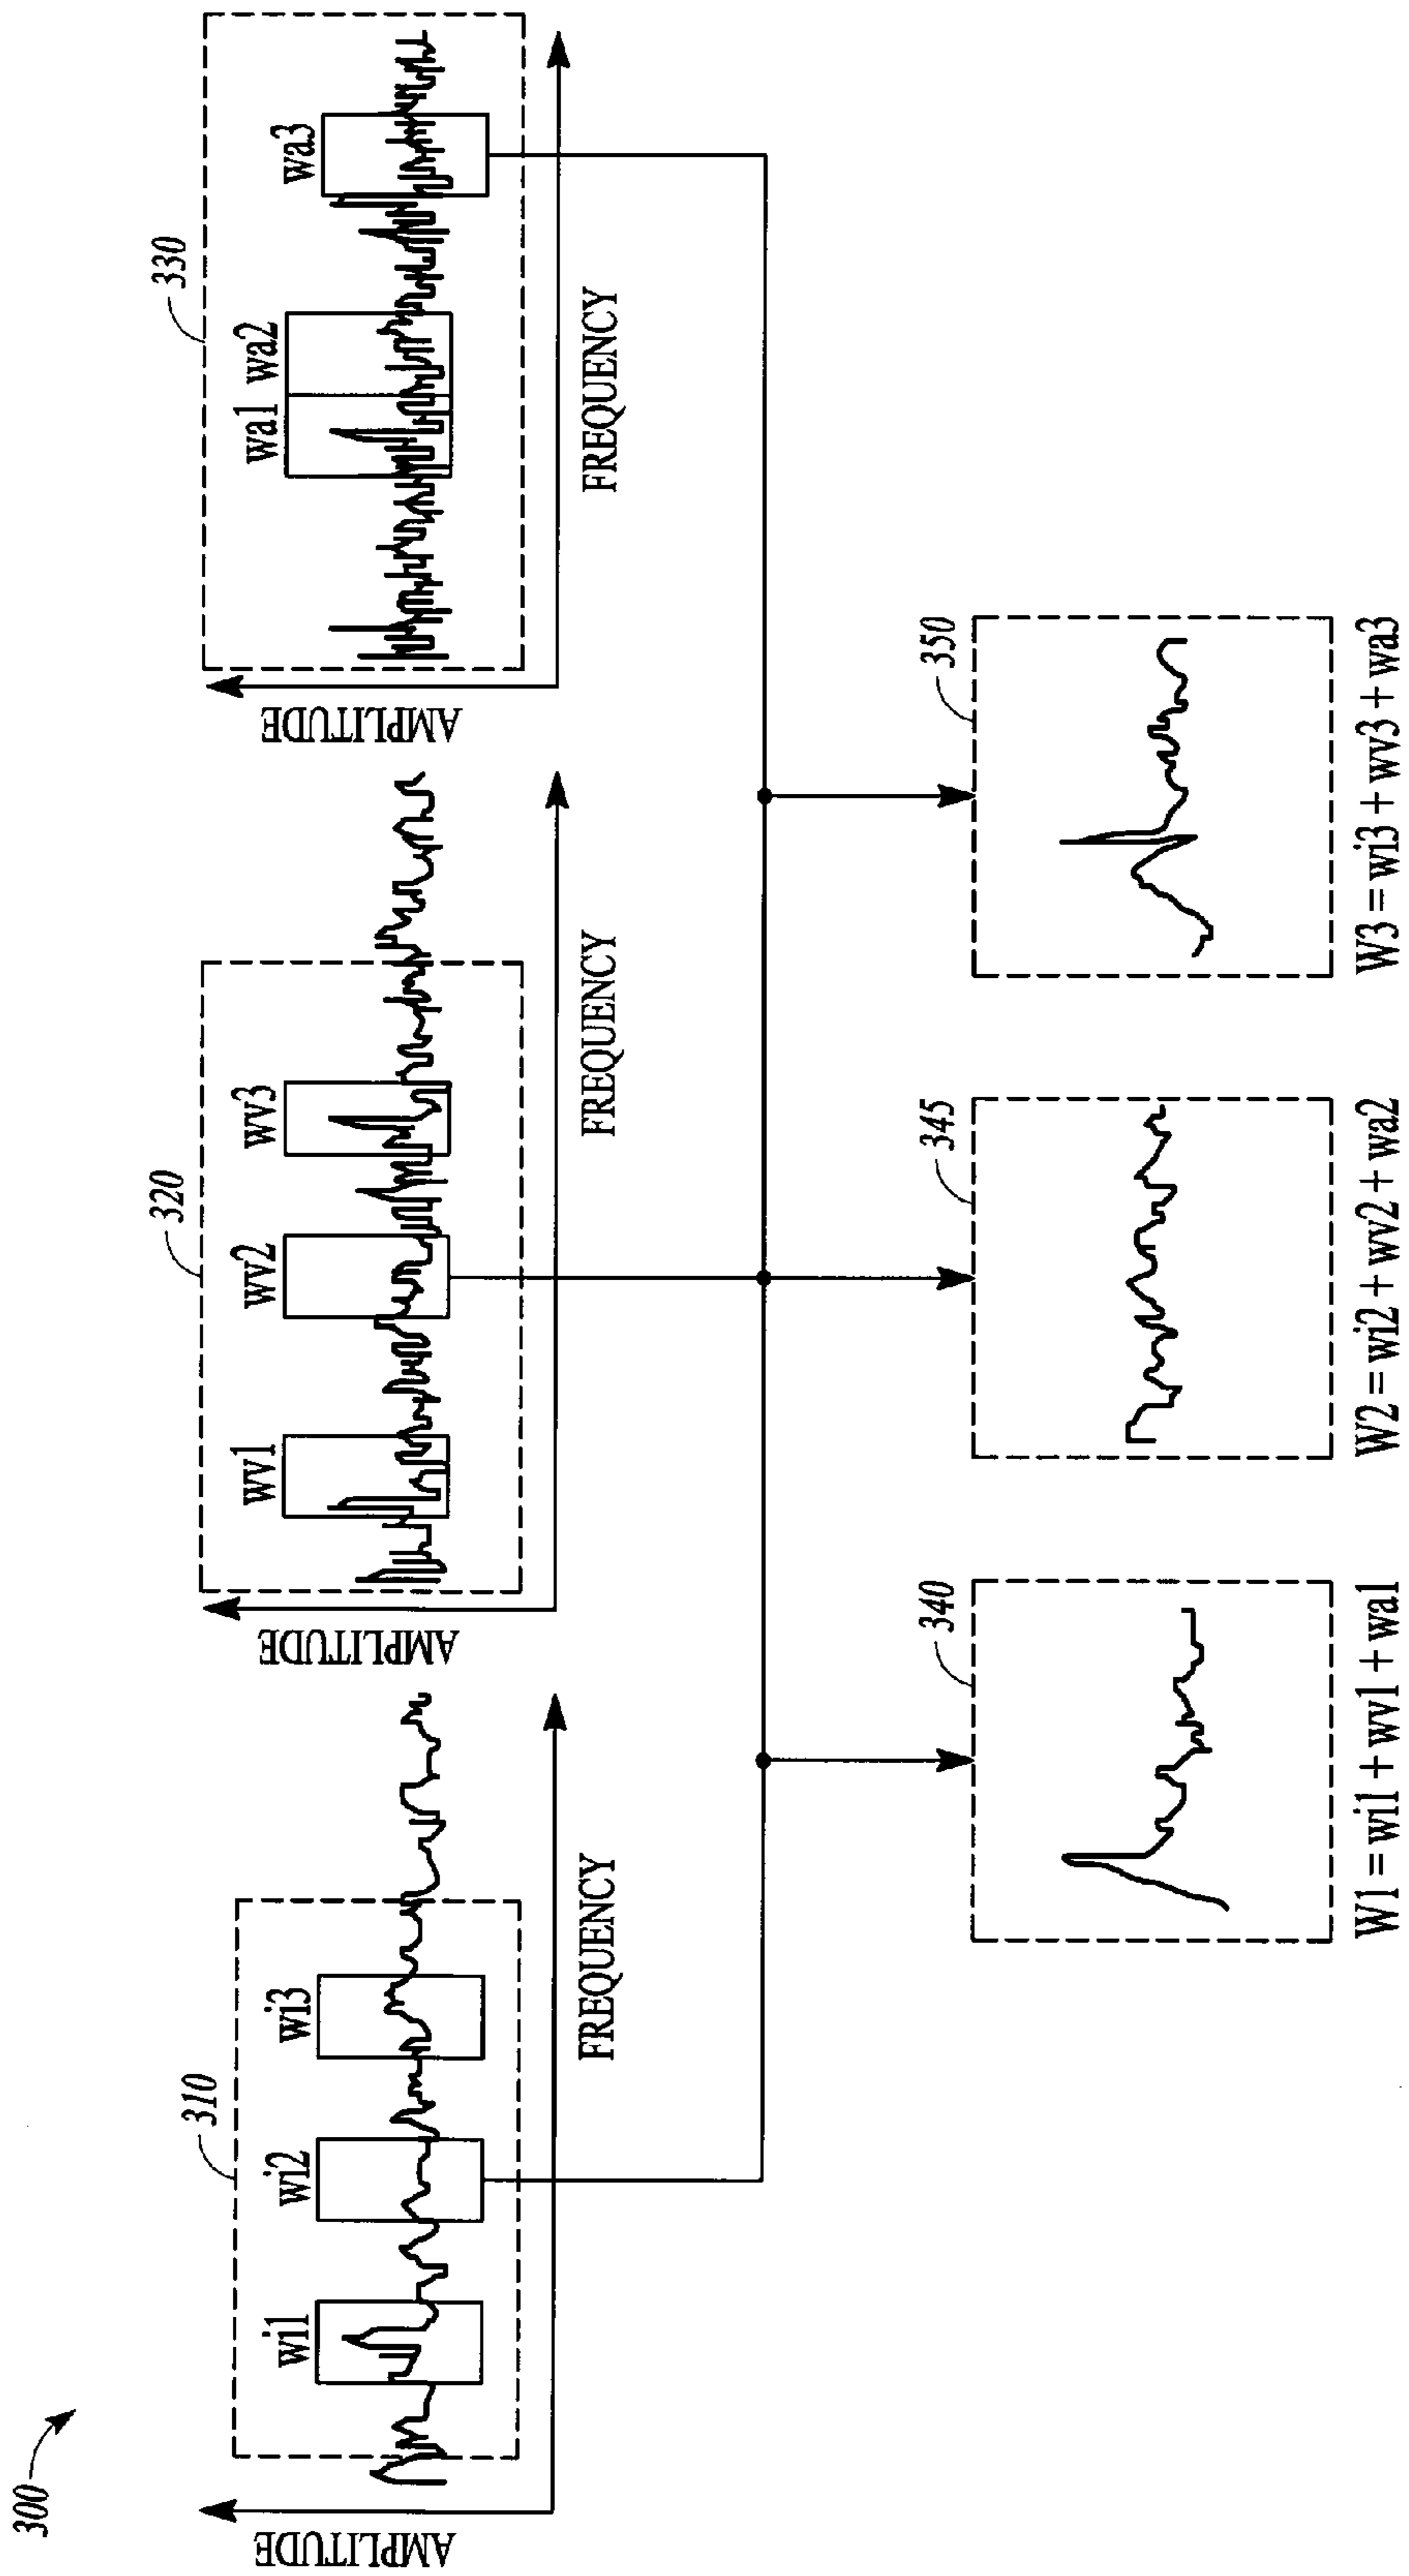 300
310
wi1
wi2
wi3
AMPLITUDE
FREQUENCY
320
wv1
wv2
wv3
AMPLITUDE
FREQUENCY
330
wa1
wa2
wa3
AMPLITUDE
FREQUENCY
340
W1 = wi1 + wv1 + wa1
345
W2 = wi2 + wv2 + wa2
350
W3 = wi3 + wv3 + wa3